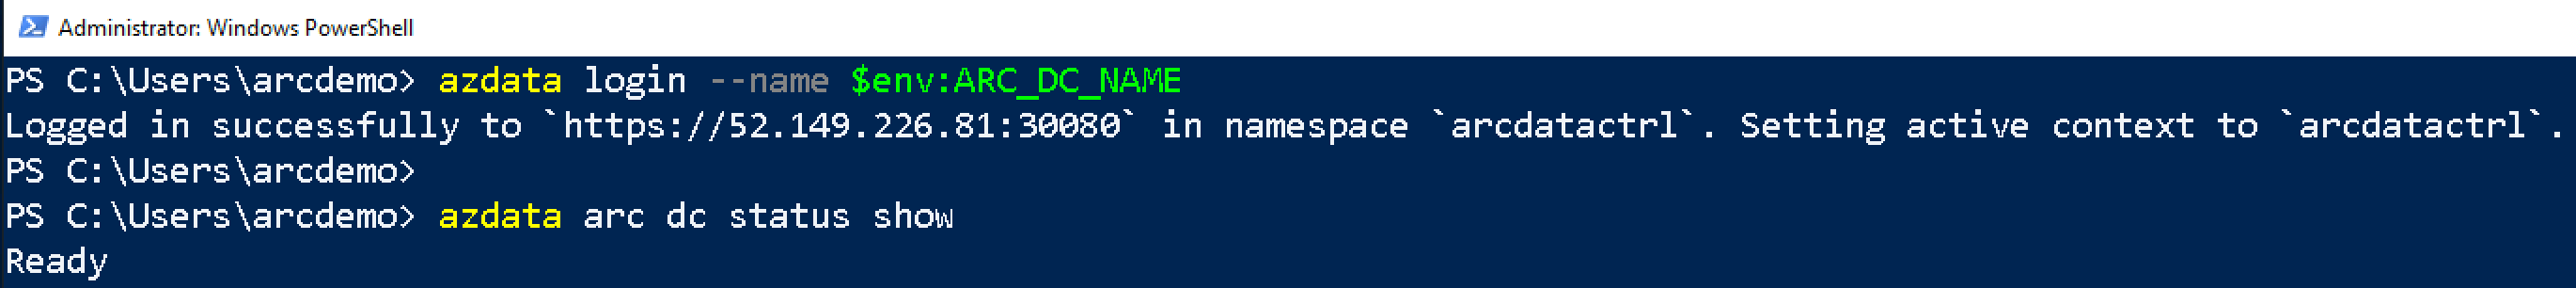 Administrator: Windows PowerShell
PS C:\Users\arcdemo> azdata login --name $env:ARC_DC_NAME
Logged in successfully to `https://52.149.226.81:30080` in namespace `arcdatactrl`. Setting active context to `arcdatactrl`.
PS C:\Users\arcdemo>
PS C:\Users\arcdemo> azdata arc dc status show
Ready